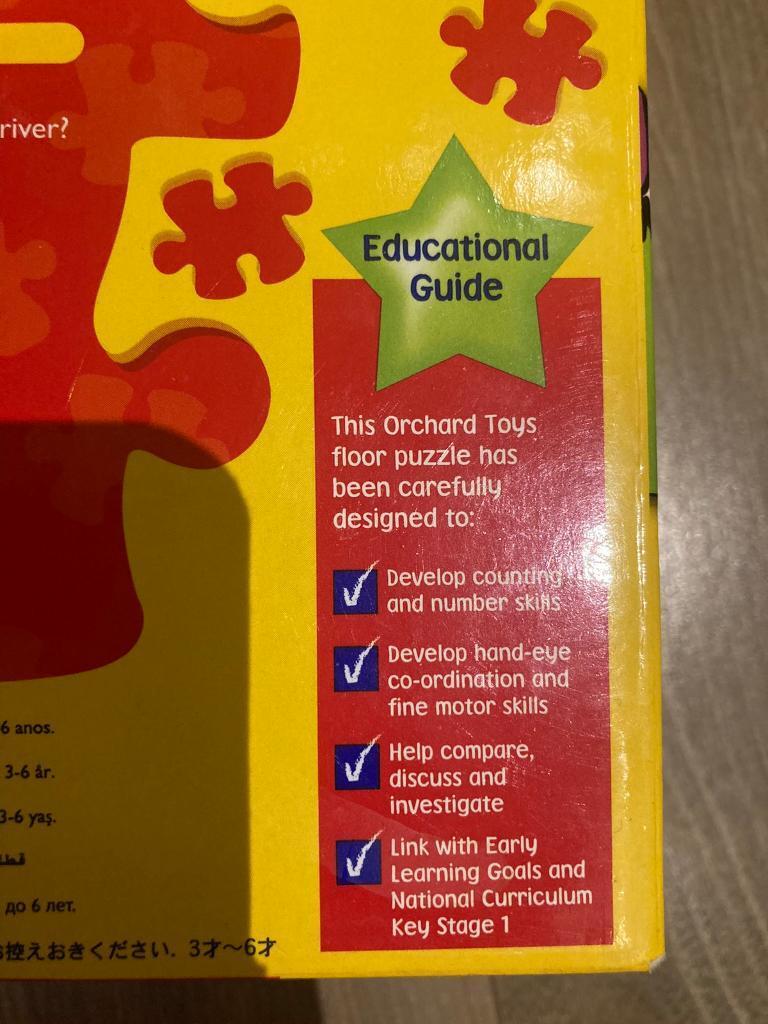 river?
Educational
Guide
This Orchard Toys
floor puzzle has
been carefully
designed to:
Develop counting
and number skills
Develop hand-eye
co-ordination and
fine motor skills
Help compare,
discuss and
investigate
Link with Early
Learning Goals and
National Curriculum
Key Stage 1
6 anos.
3-6 år.
3-6 yaş.
до 6 лет.
控えおきください. 3才～6才